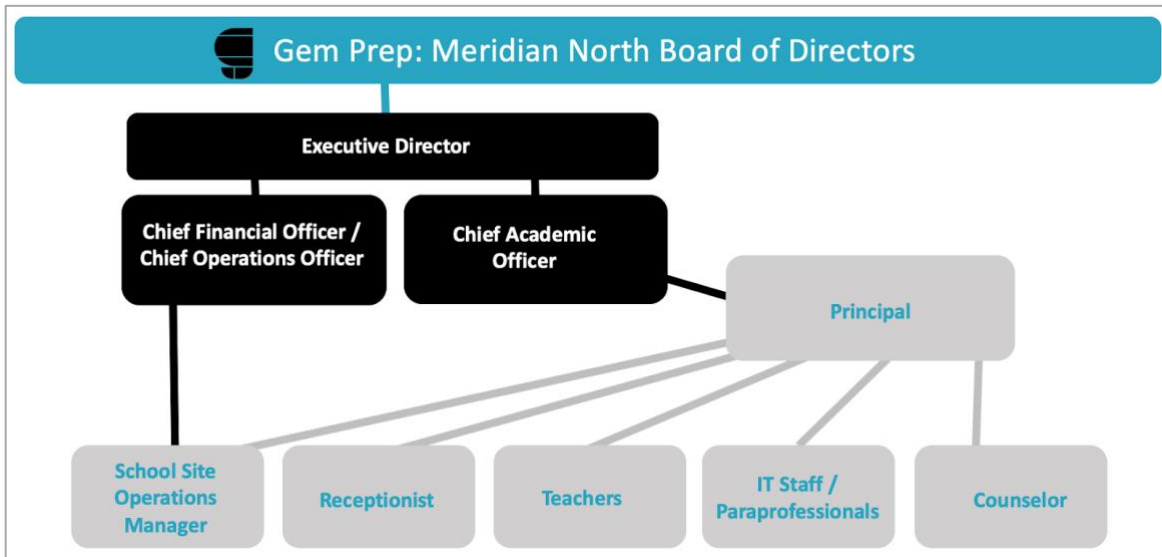 Gem Prep: Meridian North Board of Directors
Executive Director
Chief Financial Officer /
Chief Operations Officer
Chief Academic
Officer
Principal
School Site
Operations
Manager
Receptionist
Teachers
IT Staff /
Paraprofessionals
Counselor